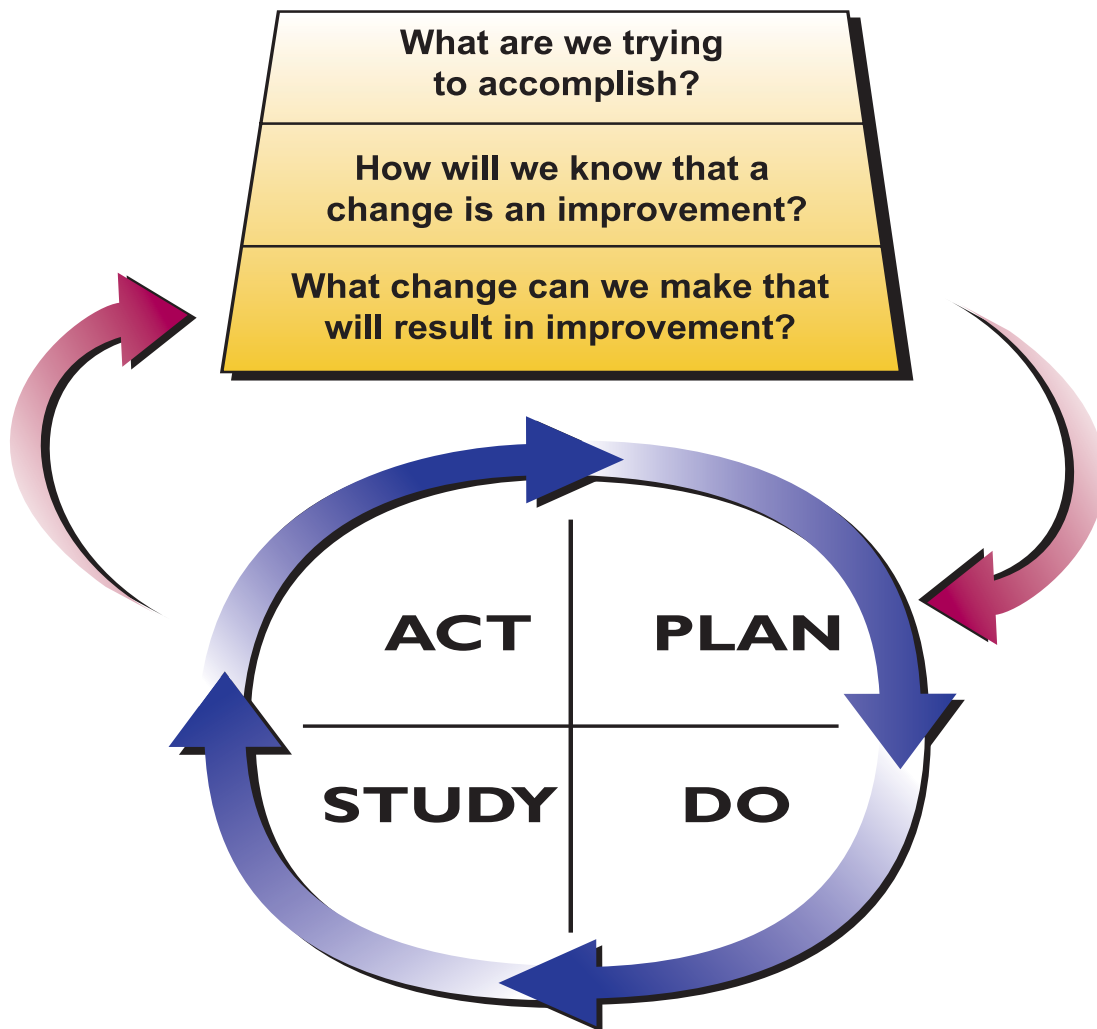 What are we trying
to accomplish?
How will we know that a
change is an improvement?
What change can we make that
will result in improvement?
ACT
PLAN
STUDY
DO